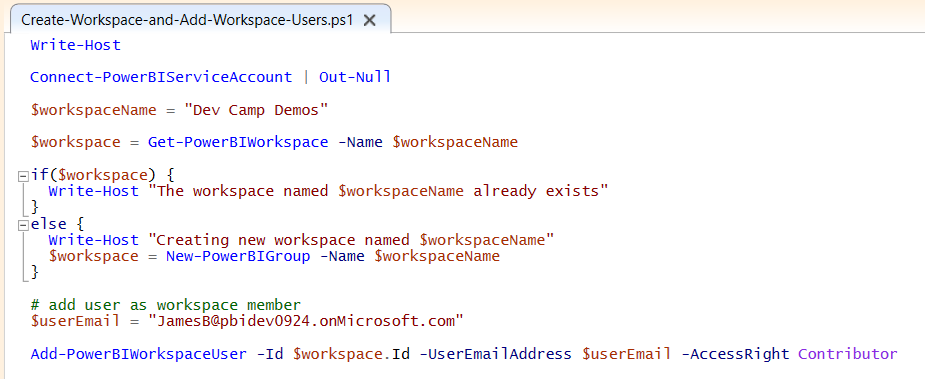 Create-Workspace-and-Add-Workspace-Users.ps1
Write-Host
Connect-PowerBIServiceAccount | Out-Null
$workspaceName = "Dev Camp Demos"
$workspace = Get-PowerBIWorkspace -Name $workspaceName
if($workspace) {
  Write-Host "The workspace named $workspaceName already exists"
}
else {
  Write-Host "Creating new workspace named $workspaceName"
  $workspace = New-PowerBIGroup -Name $workspaceName
}
# add user as workspace member
$userEmail = "JamesB@pbidev0924.onMicrosoft.com"
Add-PowerBIWorkspaceUser -Id $workspace.Id -UserEmailAddress $userEmail -AccessRight Contributor